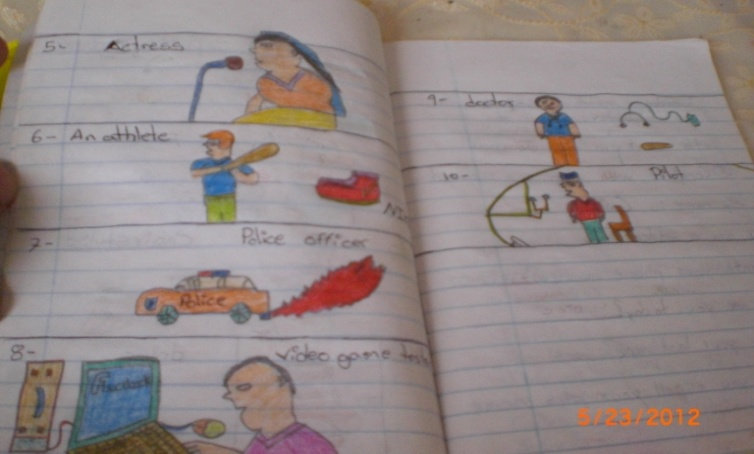 5- Actress
6- An athlete
7- Police officer
Police
8- video game
Facebook
9- doctor
10- Pilot
5/23/2012